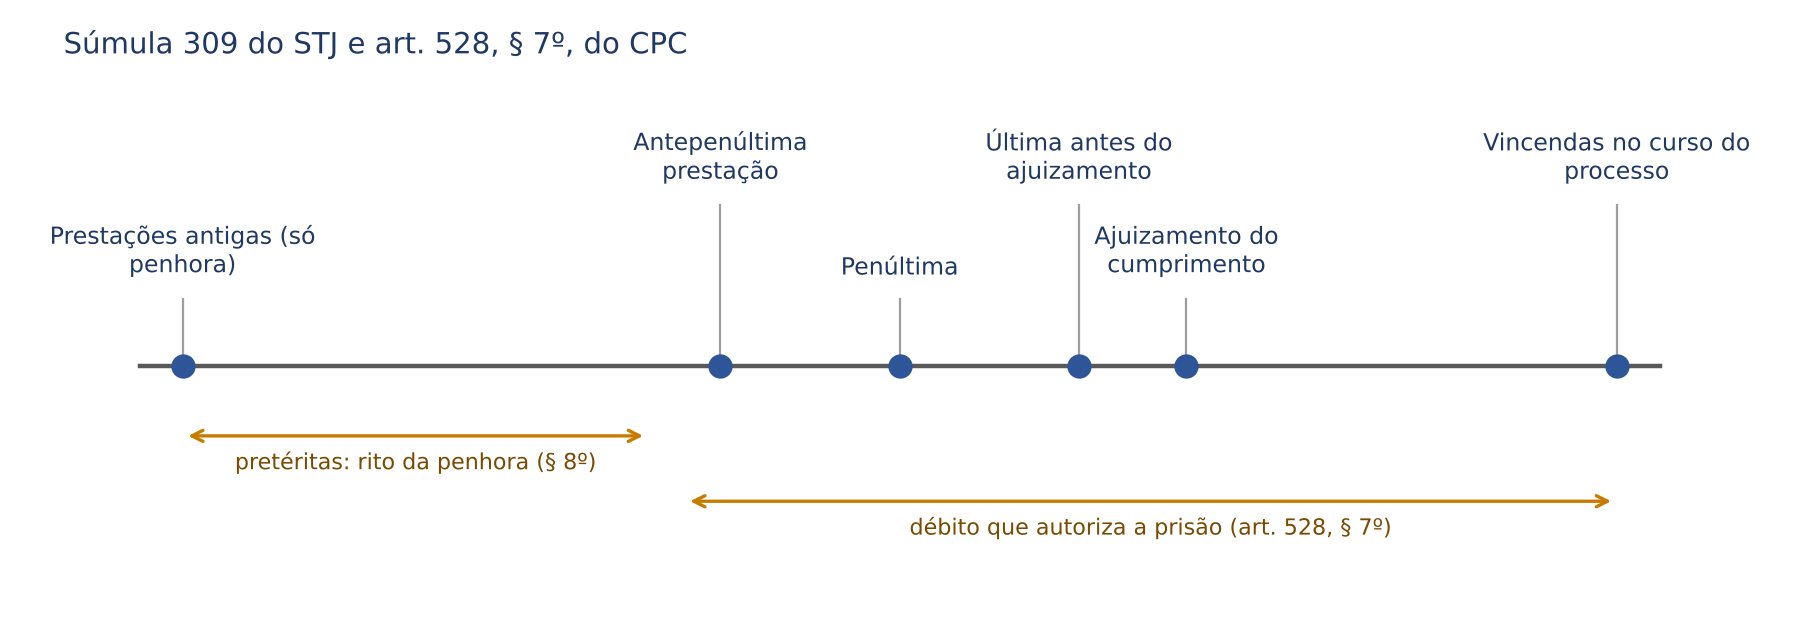 Súmula 309 do STJ e art. 528, § 7º, do CPC
Antepenúltima
prestação
Última antes do
ajuizamento
Vincendas no curso do
processo
Prestações antigas (só
penhora)
Penúltima
Ajuizamento do
cumprimento
pretéritas: rito da penhora (§ 8º)
débito que autoriza a prisão (art. 528, § 7º)